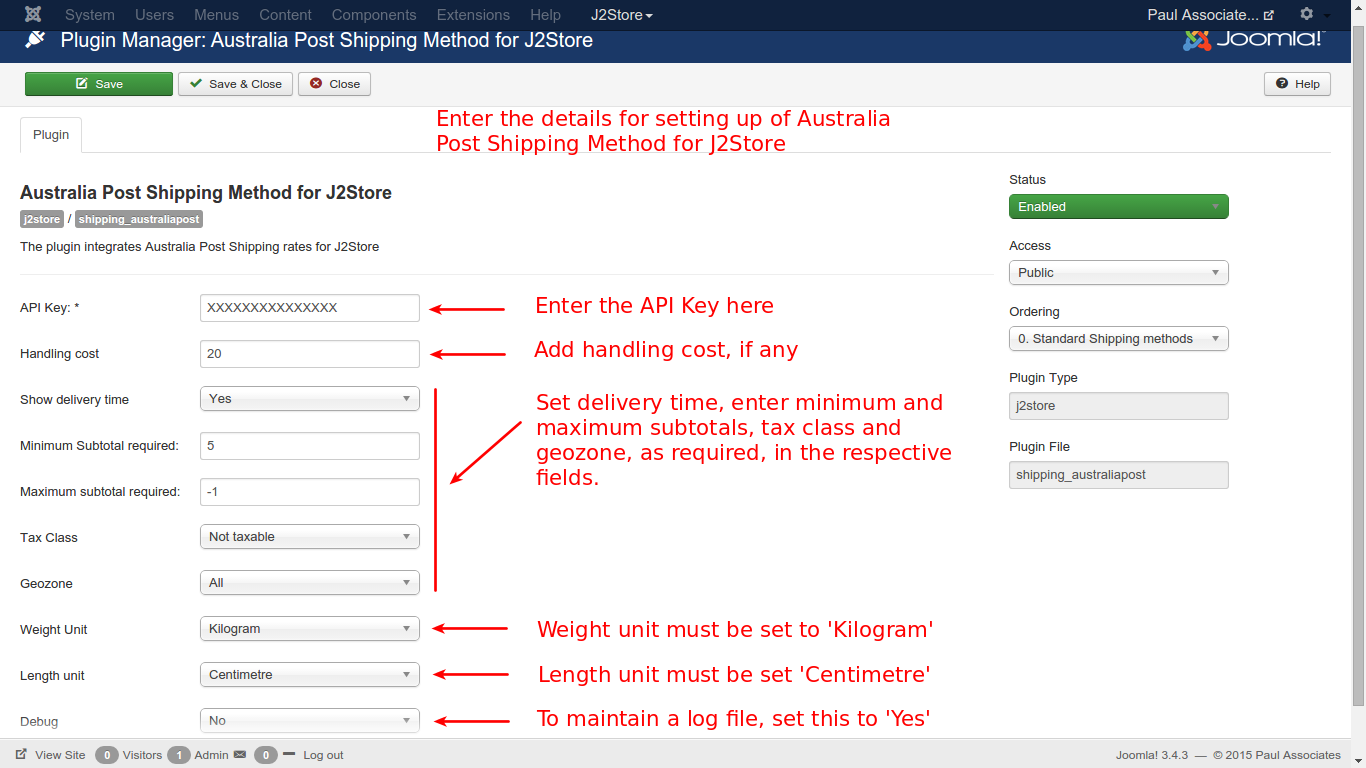 System Users Menus Content Components Extensions Help J2Store Paul Associate...
Plugin Manager: Australia Post Shipping Method for J2Store Joomla!
Save Save & Close Close Help
Enter the details for setting up of Australia
Post Shipping Method for J2Store
Plugin
Australia Post Shipping Method for J2Store
j2store / shipping_australiapost
The plugin integrates Australia Post Shipping rates for J2Store
Status
Enabled
Access
Public
Ordering
0. Standard Shipping methods
Plugin Type
j2store
Plugin File
shipping_australiapost
API Key: * XXXXXXXXXXXXXXX Enter the API Key here
Handling cost 20 Add handling cost, if any
Show delivery time Yes
Minimum Subtotal required: 5
Maximum subtotal required: -1
Tax Class Not taxable
Geozone All
Set delivery time, enter minimum and
maximum subtotals, tax class and
geozone, as required, in the respective
fields.
Weight Unit Kilogram Weight unit must be set to 'Kilogram'
Length unit Centimetre Length unit must be set 'Centimetre'
Debug No To maintain a log file, set this to 'Yes'
View Site 0 Visitors 1 Admin 0 Log out Joomla! 3.4.3 — © 2015 Paul Associates